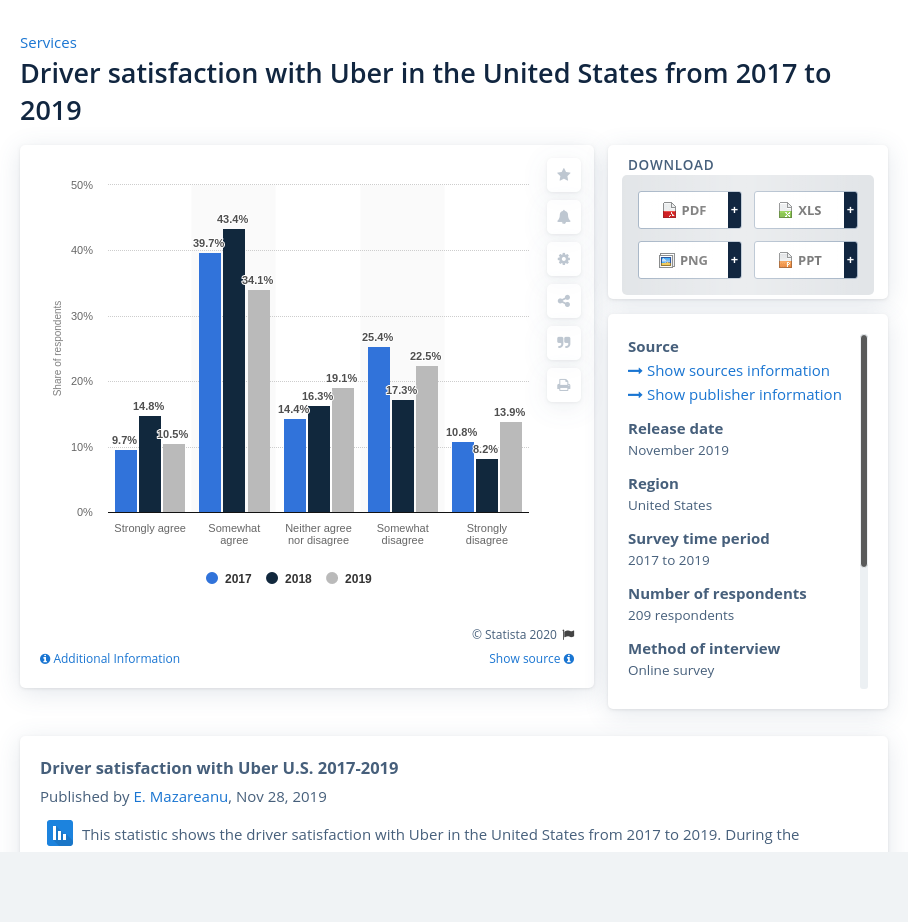 Services
Driver satisfaction with Uber in the United States from 2017 to
2019
50%
40%
30%
20%
10%
0%
Share of respondents
9.7%
14.8%
10.5%
39.7%
43.4%
34.1%
14.4%
16.3%
19.1%
25.4%
17.3%
22.5%
10.8%
8.2%
13.9%
Strongly agree
Somewhat
agree
Neither agree
nor disagree
Somewhat
disagree
Strongly
disagree
2017 2018 2019
© Statista 2020
Additional Information
Show source
DOWNLOAD
PDF + XLS +
PNG + PPT +
Source
Show sources information
Show publisher information
Release date
November 2019
Region
United States
Survey time period
2017 to 2019
Number of respondents
209 respondents
Method of interview
Online survey
Driver satisfaction with Uber U.S. 2017-2019
Published by E. Mazareanu, Nov 28, 2019
This statistic shows the driver satisfaction with Uber in the United States from 2017 to 2019. During the